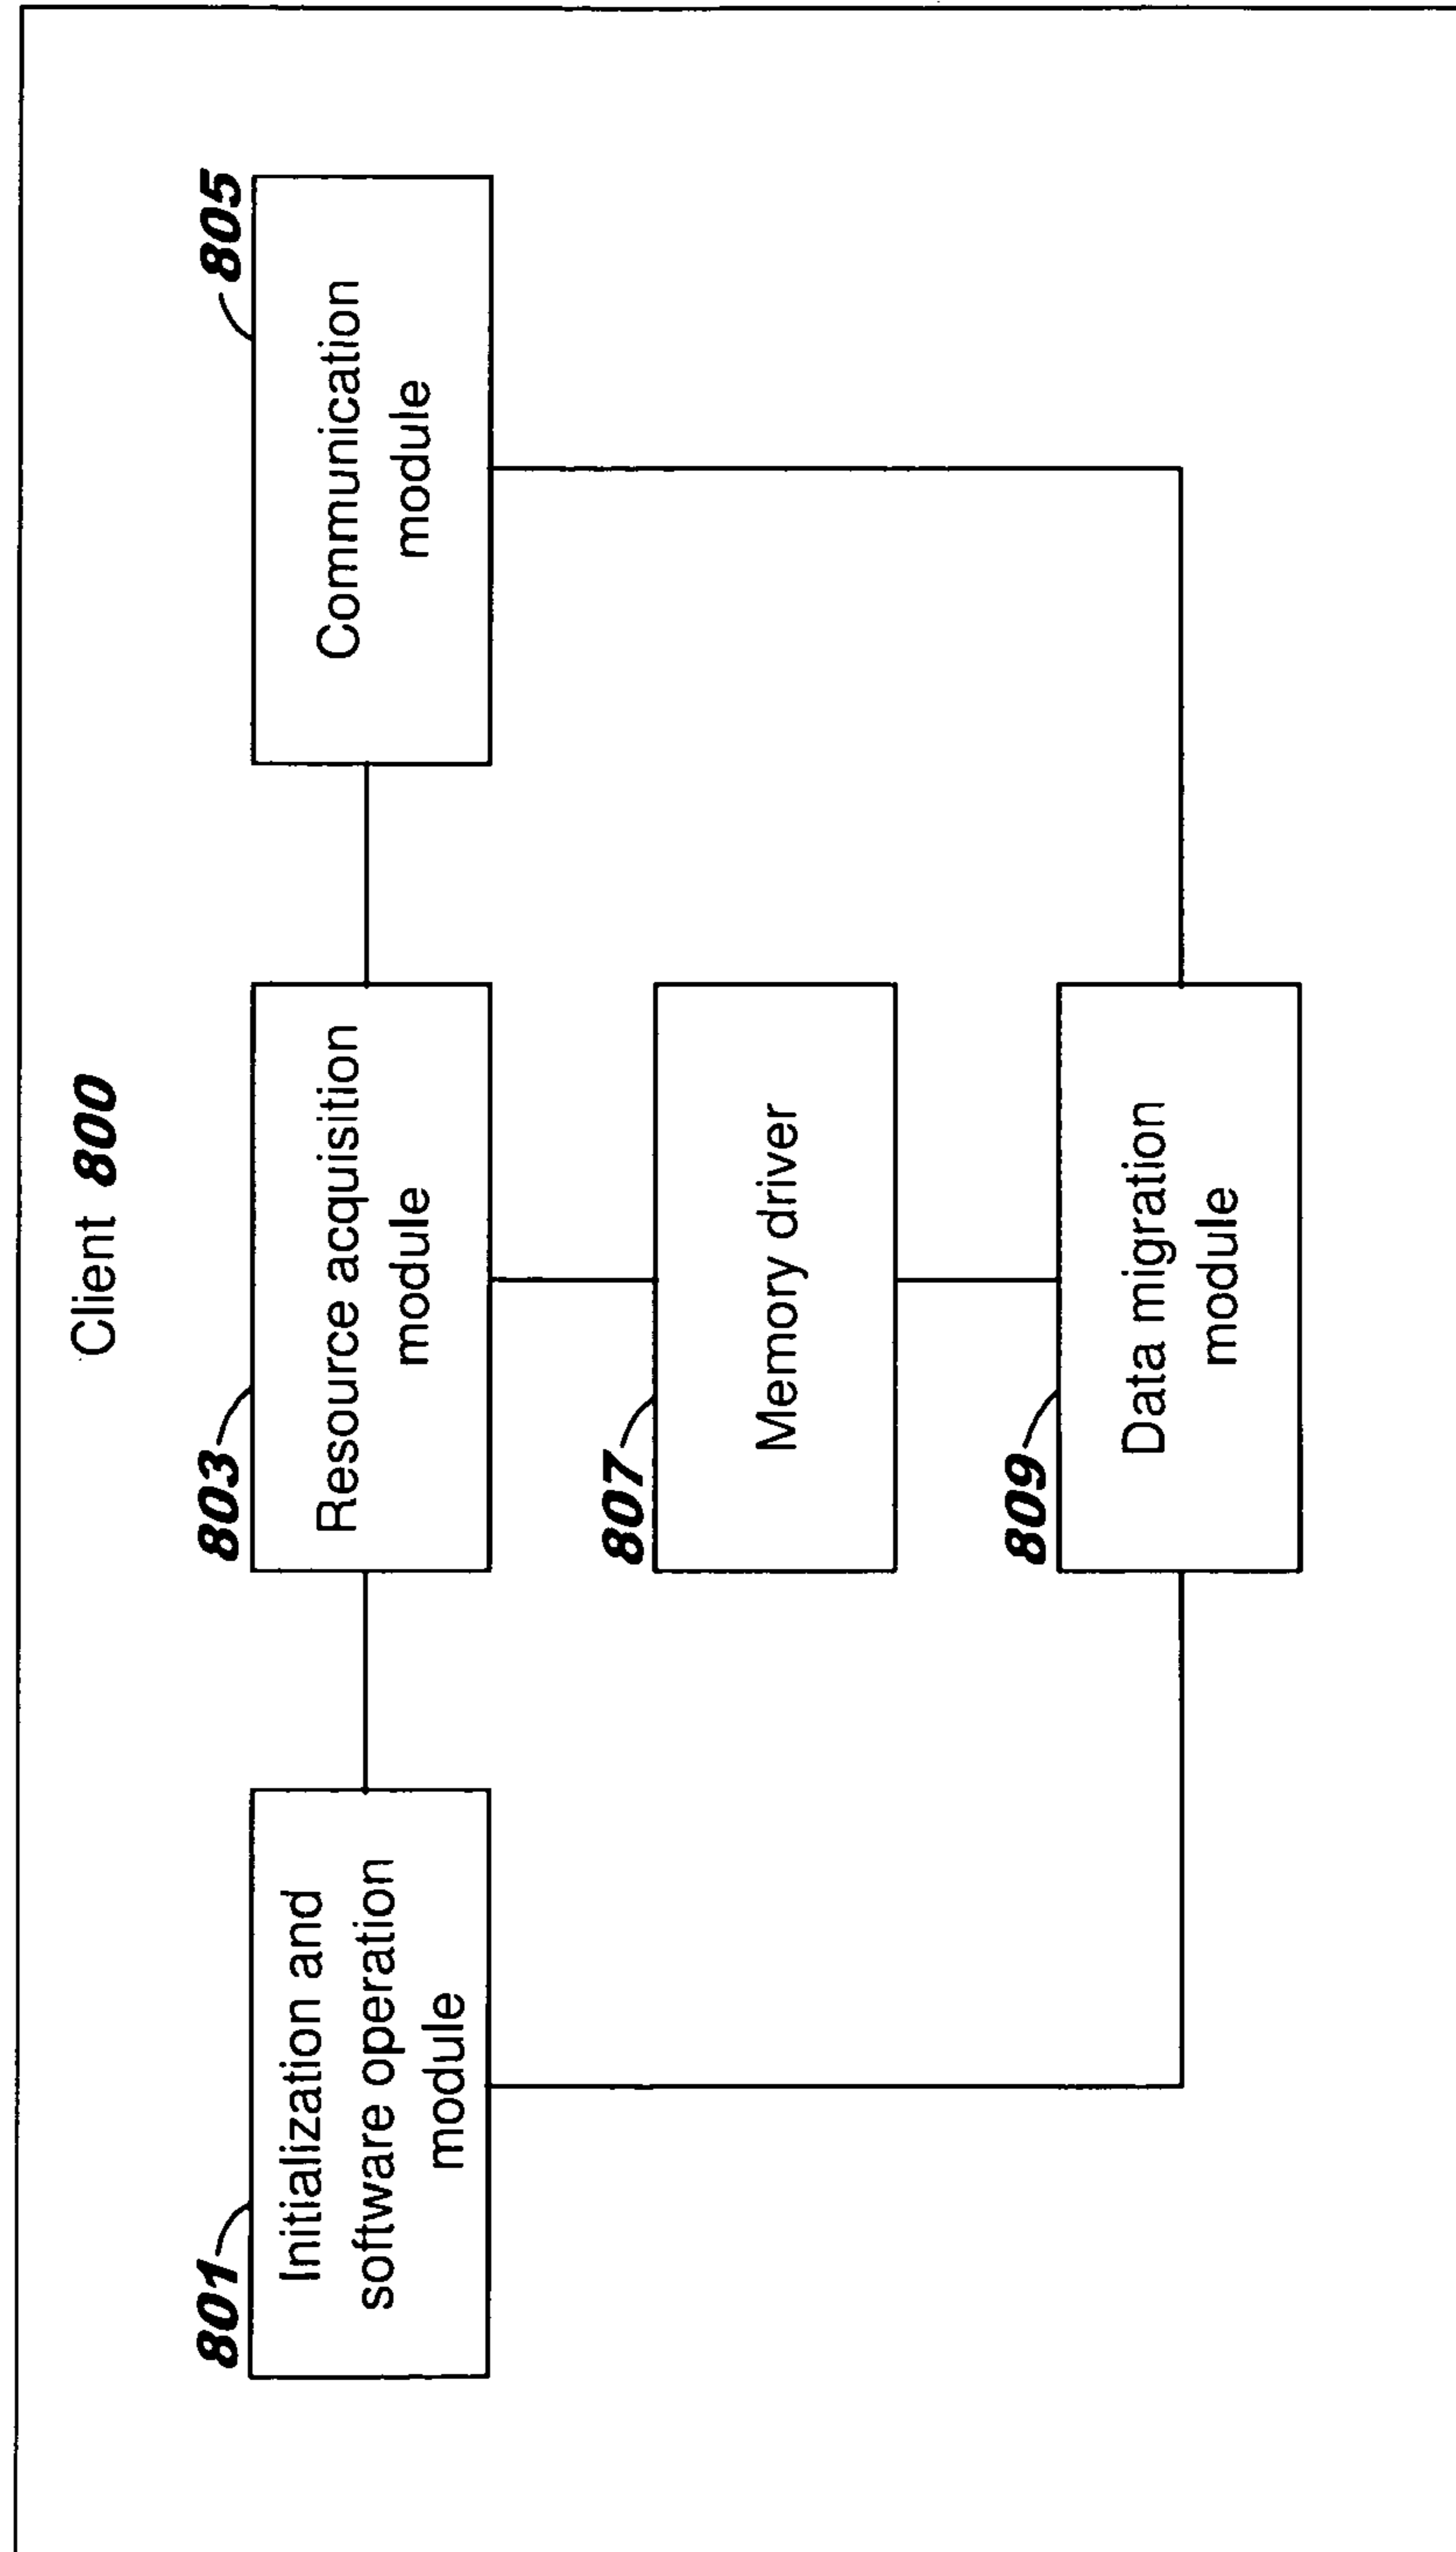 Client 800
801
Initialization and
software operation
module
803
Resource acquisition
module
805
Communication
module
807
Memory driver
809
Data migration
module